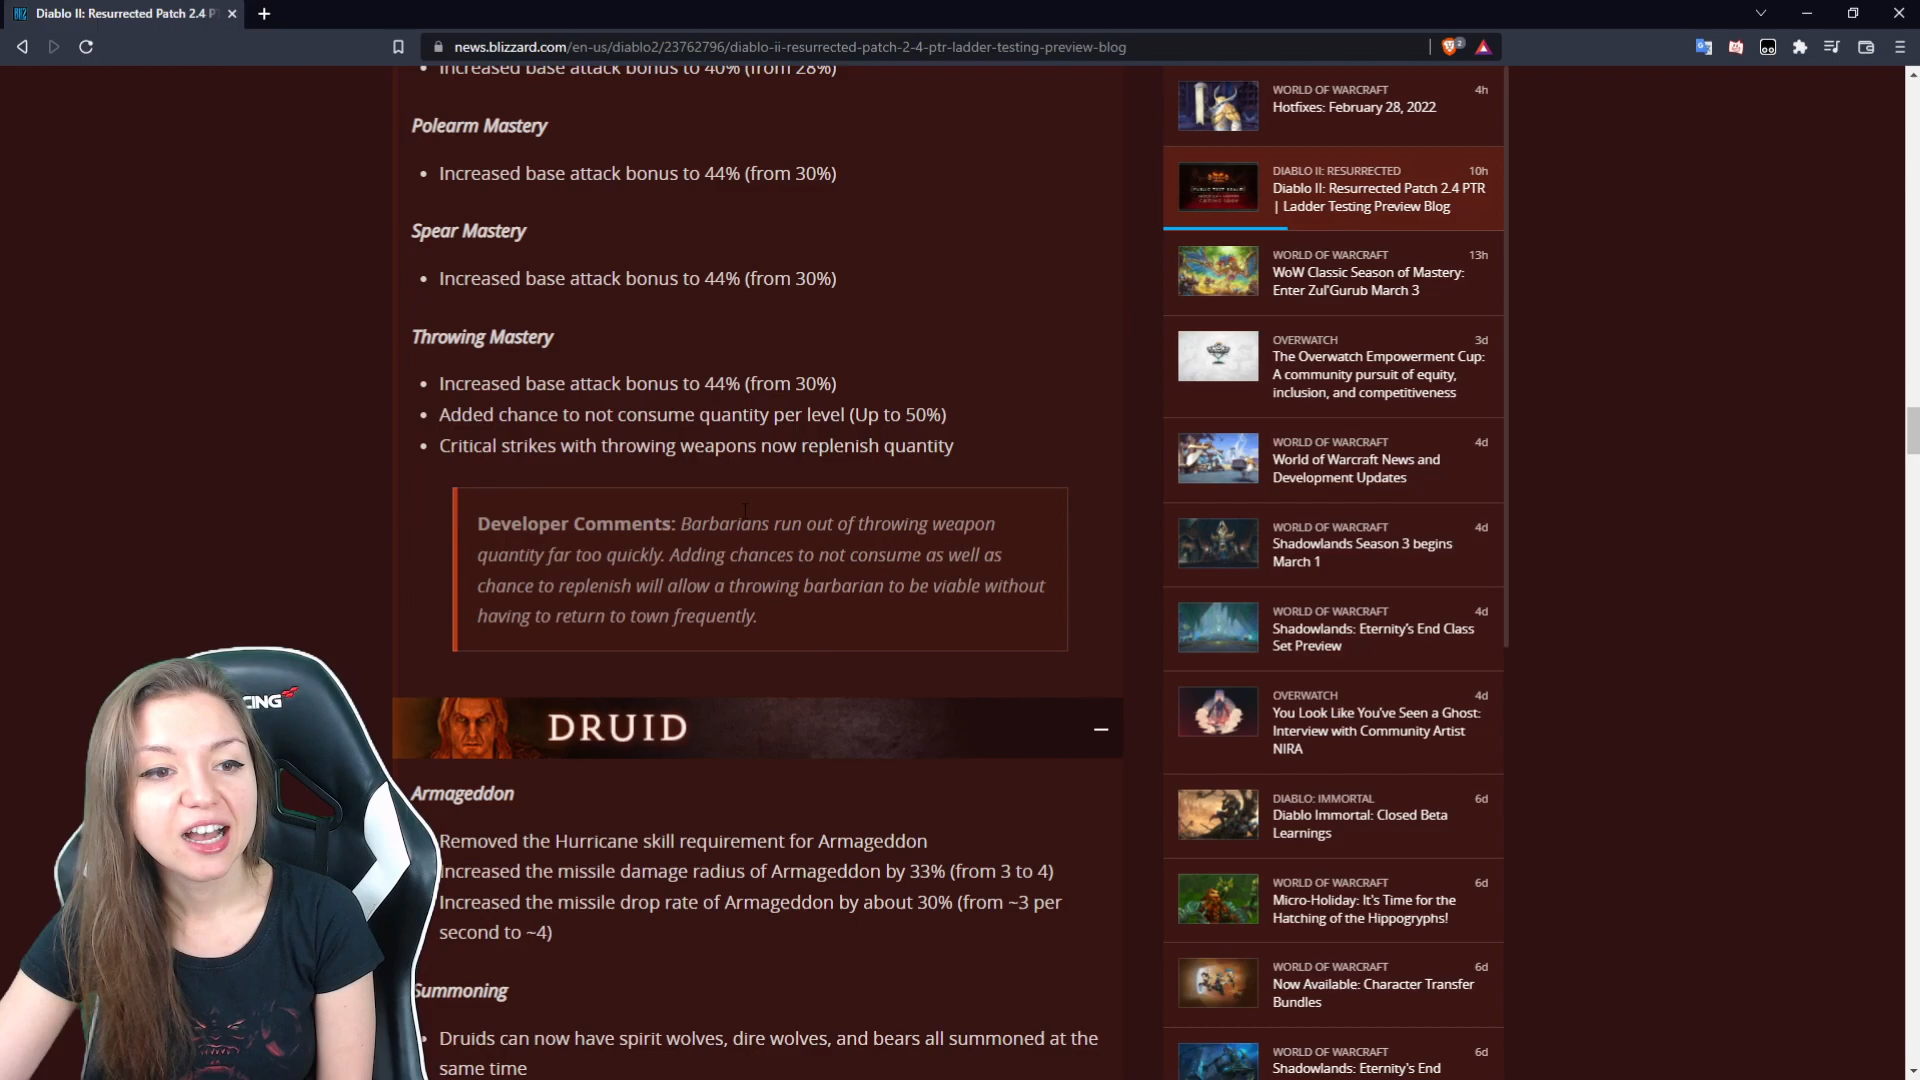 Diablo II: Resurrected Patch 2.4 P
news.blizzard.com/en-us/diablo2/23762796/diablo-ii-resurrected-patch-2-4-ptr-ladder-testing-preview-blog
2
Increased base attack bonus to 40% (from 28%)
Polearm Mastery
Increased base attack bonus to 44% (from 30%)
Spear Mastery
Increased base attack bonus to 44% (from 30%)
Throwing Mastery
Increased base attack bonus to 44% (from 30%)
Added chance to not consume quantity per level (Up to 50%)
Critical strikes with throwing weapons now replenish quantity
Developer Comments: Barbarians run out of throwing weapon
quantity far too quickly. Adding chances to not consume as well as
chance to replenish will allow a throwing barbarian to be viable without
having to return to town frequently.
DRUID
Armageddon
Removed the Hurricane skill requirement for Armageddon
Increased the missile damage radius of Armageddon by 33% (from 3 to 4)
Increased the missile drop rate of Armageddon by about 30% (from ~3 per
second to ~4)
Summoning
Druids can now have spirit wolves, dire wolves, and bears all summoned at the
same time
WORLD OF WARCRAFT 4h
Hotfixes: February 28, 2022
DIABLO II: RESURRECTED 10h
Diablo II: Resurrected Patch 2.4 PTR
| Ladder Testing Preview Blog
WORLD OF WARCRAFT 13h
WoW Classic Season of Mastery:
Enter Zul'Gurub March 3
OVERWATCH 3d
The Overwatch Empowerment Cup:
A community pursuit of equity,
inclusion, and competitiveness
WORLD OF WARCRAFT 4d
World of Warcraft News and
Development Updates
WORLD OF WARCRAFT 4d
Shadowlands Season 3 begins
March 1
WORLD OF WARCRAFT 4d
Shadowlands: Eternity's End Class
Set Preview
OVERWATCH 4d
You Look Like You've Seen a Ghost:
Interview with Community Artist
NIRA
DIABLO: IMMORTAL 6d
Diablo Immortal: Closed Beta
Learnings
WORLD OF WARCRAFT 6d
Micro-Holiday: It's Time for the
Hatching of the Hippogryphs!
WORLD OF WARCRAFT 6d
Now Available: Character Transfer
Bundles
WORLD OF WARCRAFT 6d
Shadowlands: Eternity's End
CING